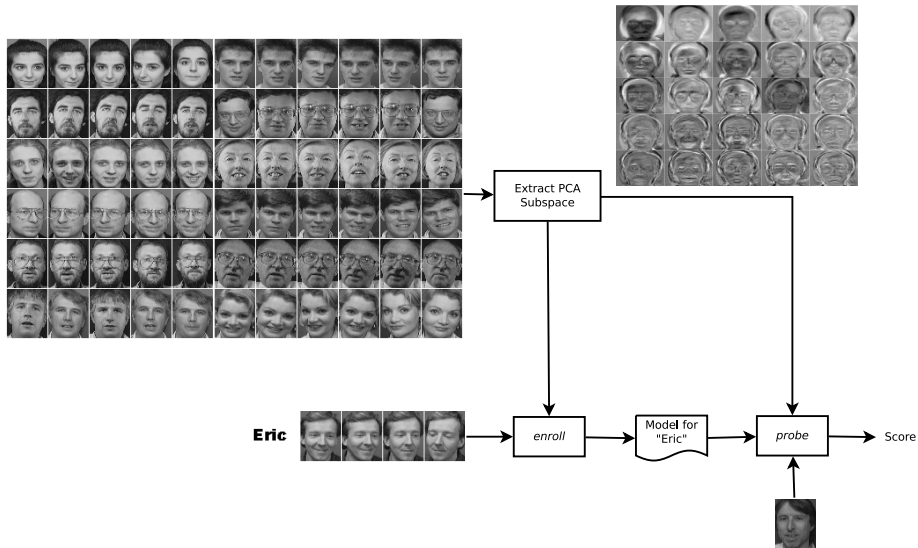 Extract PCA
Subspace
Eric
enroll
Model for
"Eric"
probe
Score